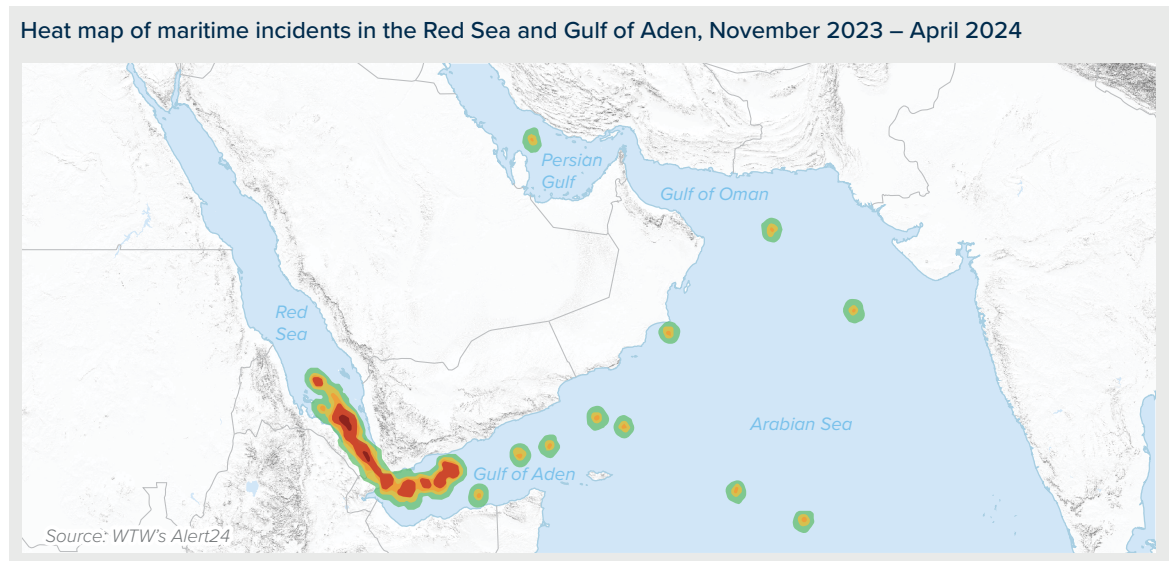 Heat map of maritime incidents in the Red Sea and Gulf of Aden, November 2023 – April 2024
Persian
Gulf
Gulf of Oman
Red
Sea
Arabian Sea
Gulf of Aden
Source: WTW's Alert24